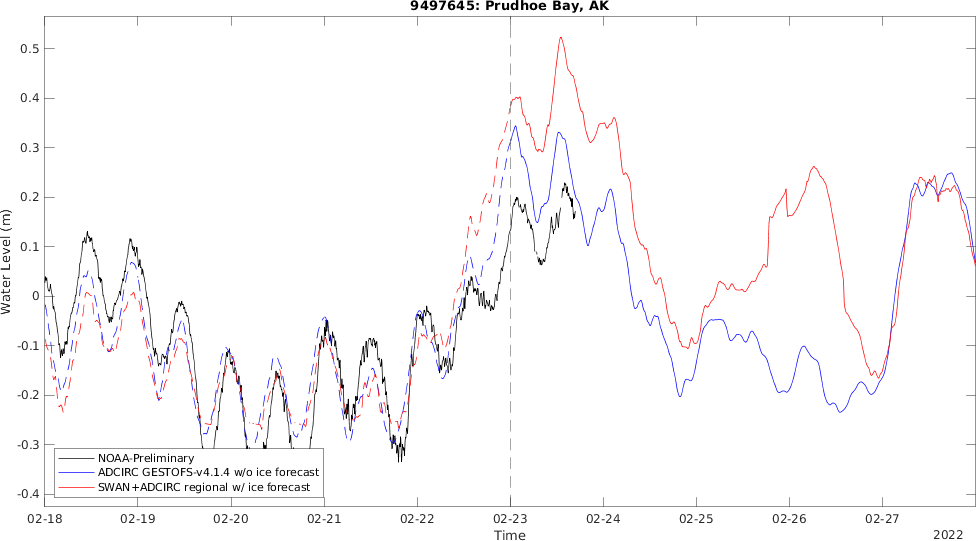 9497645: Prudhoe Bay, AK
Water Level (m)
0.5
0.4
0.3
0.2
0.1
0
-0.1
-0.2
-0.3
-0.4
NOAA-Preliminary
ADCIRC GESTOFS-v4.1.4 w/o ice forecast
SWAN+ADCIRC regional w/ ice forecast
02-18 02-19 02-20 02-21 02-22 02-23 02-24 02-25 02-26 02-27
Time
2022